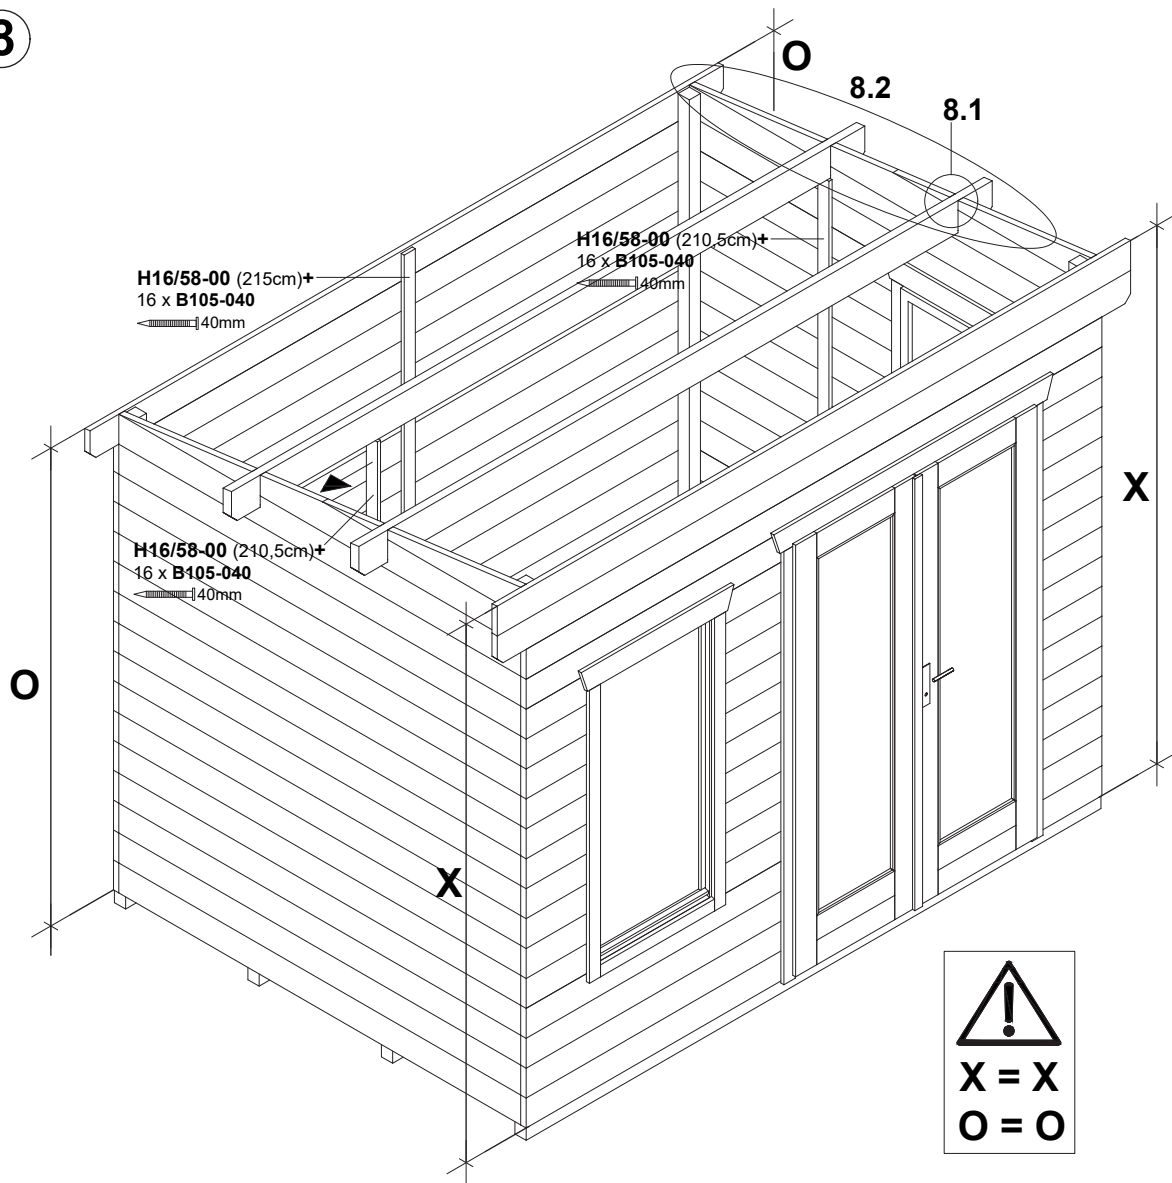 8
O
8.2
8.1
H16/58-00 (210,5cm)+
16 x B105-040
40mm
H16/58-00 (215cm)+
16 x B105-040
40mm
X
H16/58-00 (210,5cm)+
16 x B105-040
40mm
O
X
X = X
O = O